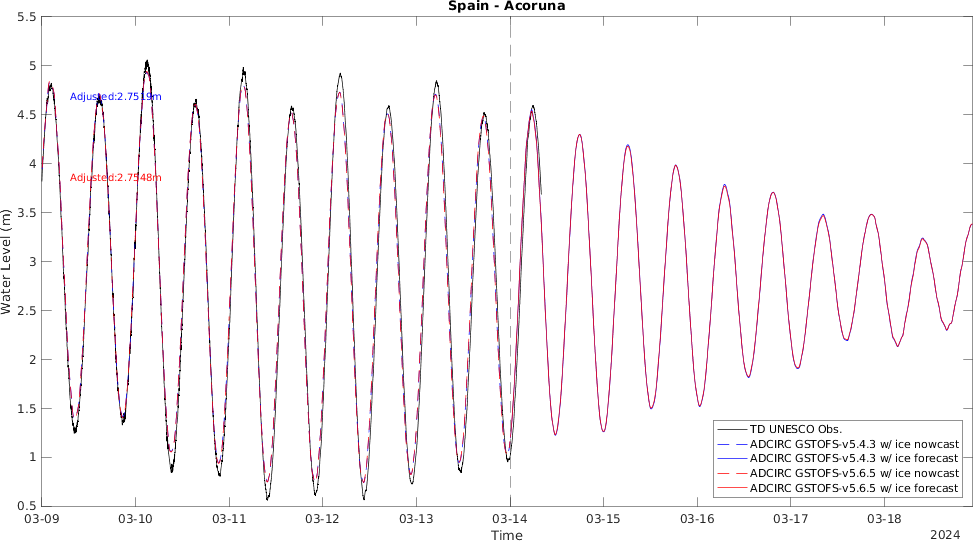 Spain - Acoruna
5.5
5
4.5
4
3.5
3
2.5
2
1.5
1
0.5
Water Level (m)
Adjusted:2.7519m
Adjusted:2.7548m
TD UNESCO Obs.
ADCIRC GSTOFS-v5.4.3 w/ ice nowcast
ADCIRC GSTOFS-v5.4.3 w/ ice forecast
ADCIRC GSTOFS-v5.6.5 w/ ice nowcast
ADCIRC GSTOFS-v5.6.5 w/ ice forecast
03-09 03-10 03-11 03-12 03-13 03-14 03-15 03-16 03-17 03-18
Time
2024